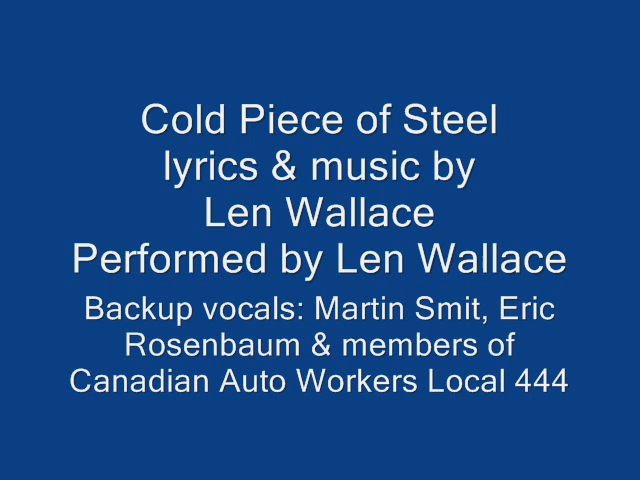 Cold Piece of Steel
lyrics & music by
Len Wallace
Performed by Len Wallace
Backup vocals: Martin Smit, Eric
Rosenbaum & members of
Canadian Auto Workers Local 444